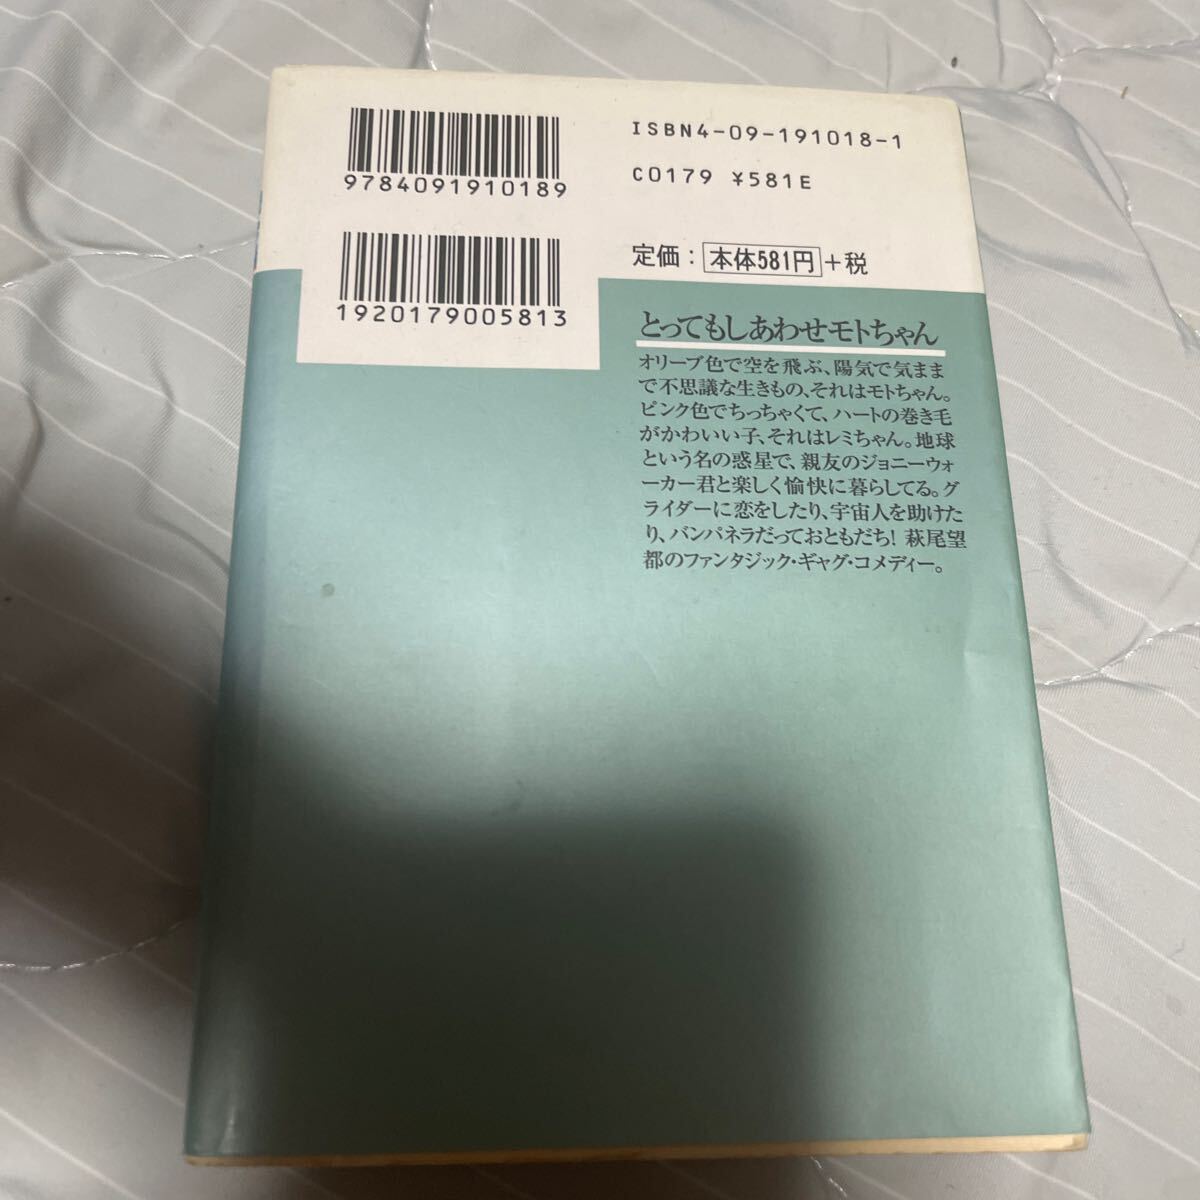 9784091910189
1920179005813
ISBN4-09-191018-1
C0179 ¥581E
定価：本体581円+税
とってもしあわせモトちゃん
オリーブ色で空を飛ぶ、陽気で気まま
で不思議な生きもの、それはモトちゃん。
ピンク色でちっちゃくて、ハートの巻き毛
がかわいい子、それはレミちゃん。地球
という名の惑星で、親友のジョニーウォ
ーカー君と楽しく愉快に暮らしてる。グ
ライダーに恋をしたり、宇宙人を助けた
り、バンパネラだっておともだち! 萩尾望
都のファンタジック・ギャグ・コメディー。